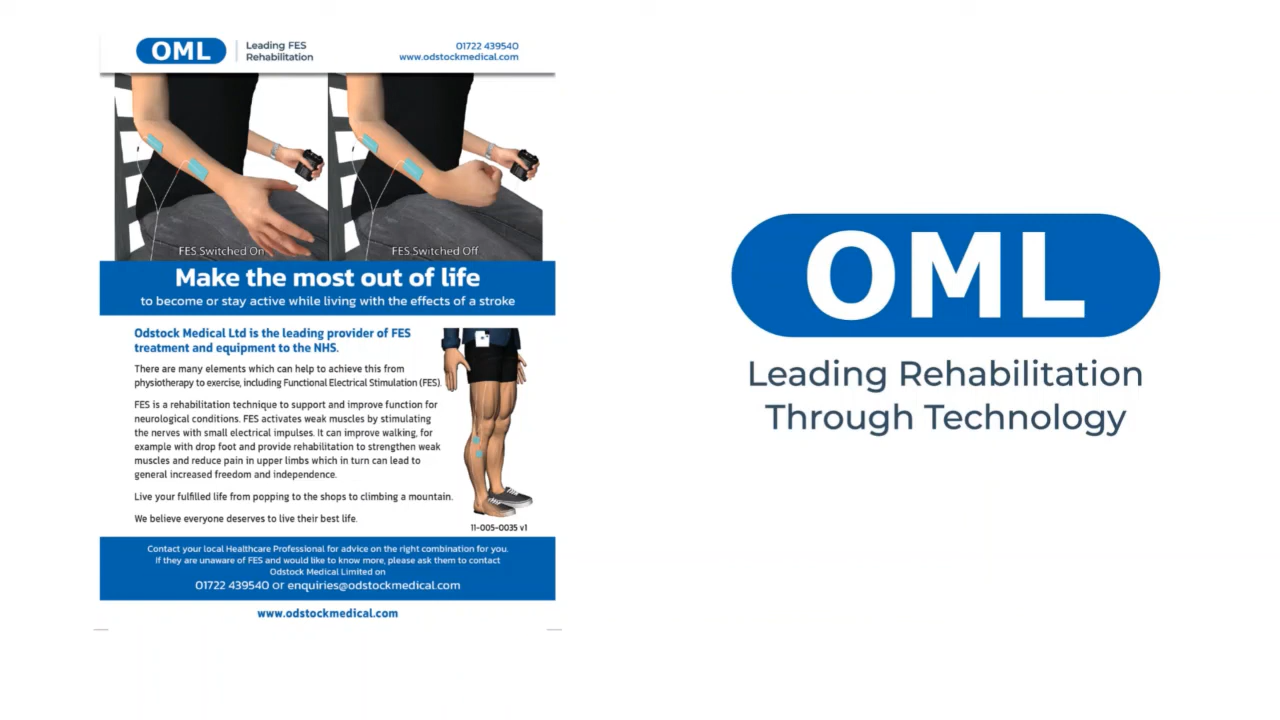 OML
Leading FES
Rehabilitation
01722 439540
www.odstockmedical.com
FES Switched On
FES Switched Off
Make the most out of life
to become or stay active while living with the effects of a stroke
Odstock Medical Ltd is the leading provider of FES
treatment and equipment to the NHS.
There are many elements which can help to achieve this from
physiotherapy to exercise, including Functional Electrical Stimulation (FES).
FES is a rehabilitation technique to support and improve function for
neurological conditions. FES activates weak muscles by stimulating
the nerves with small electrical impulses. It can improve walking, for
example with drop foot and provide rehabilitation to strengthen weak
muscles and reduce pain in upper limbs which in turn can lead to
general increased freedom and independence.
Live your fulfilled life from popping to the shops to climbing a mountain.
We believe everyone deserves to live their best life.
11-005-0035 v1
Contact your local Healthcare Professional for advice on the right combination for you.
If they are unaware of FES and would like to know more, please ask them to contact
Odstock Medical Limited on
01722 439540 or enquiries@odstockmedical.com
www.odstockmedical.com
OML
Leading Rehabilitation
Through Technology